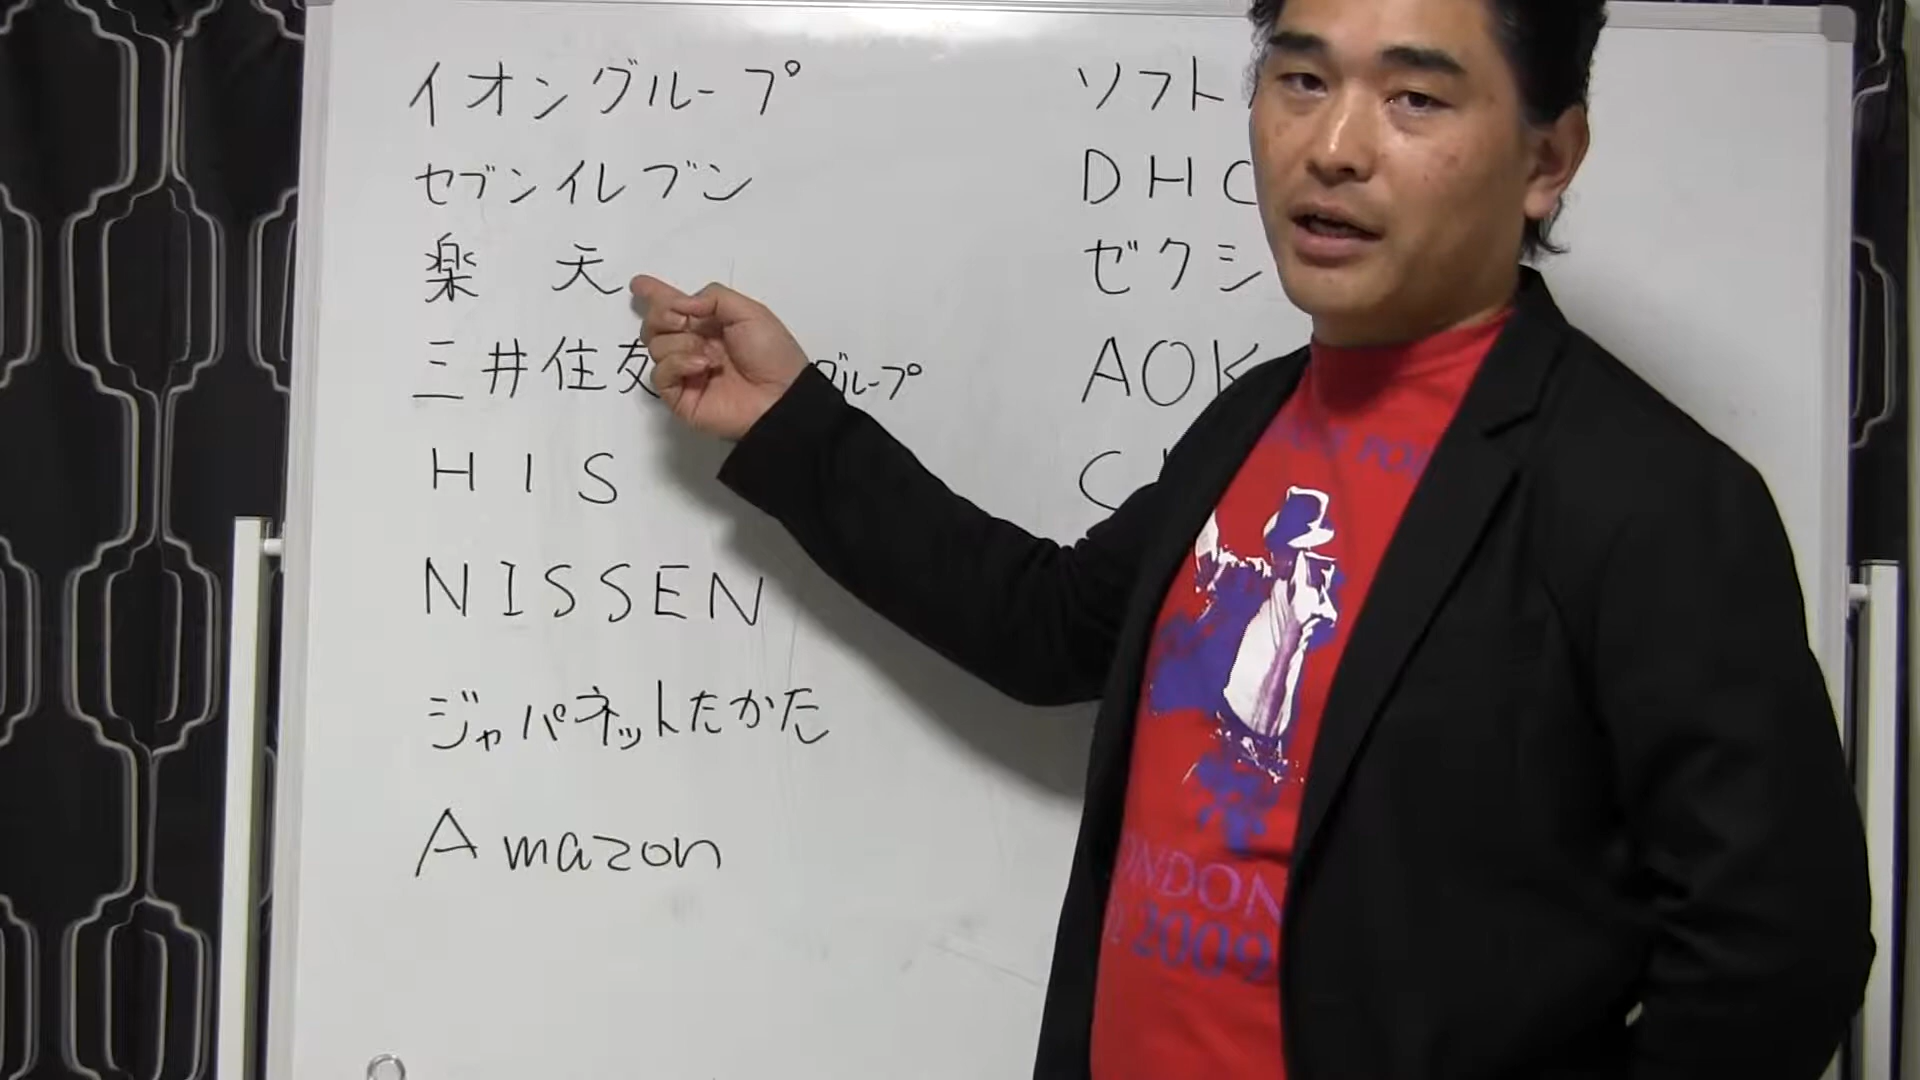 イオングループ
セブンイレブン
楽 天
三井住友
グループ
HIS
NISSEN
ジャパネットたかた
Amazon
ソフト
DHC
ゼクシ
AOK
C
LONDON
2009